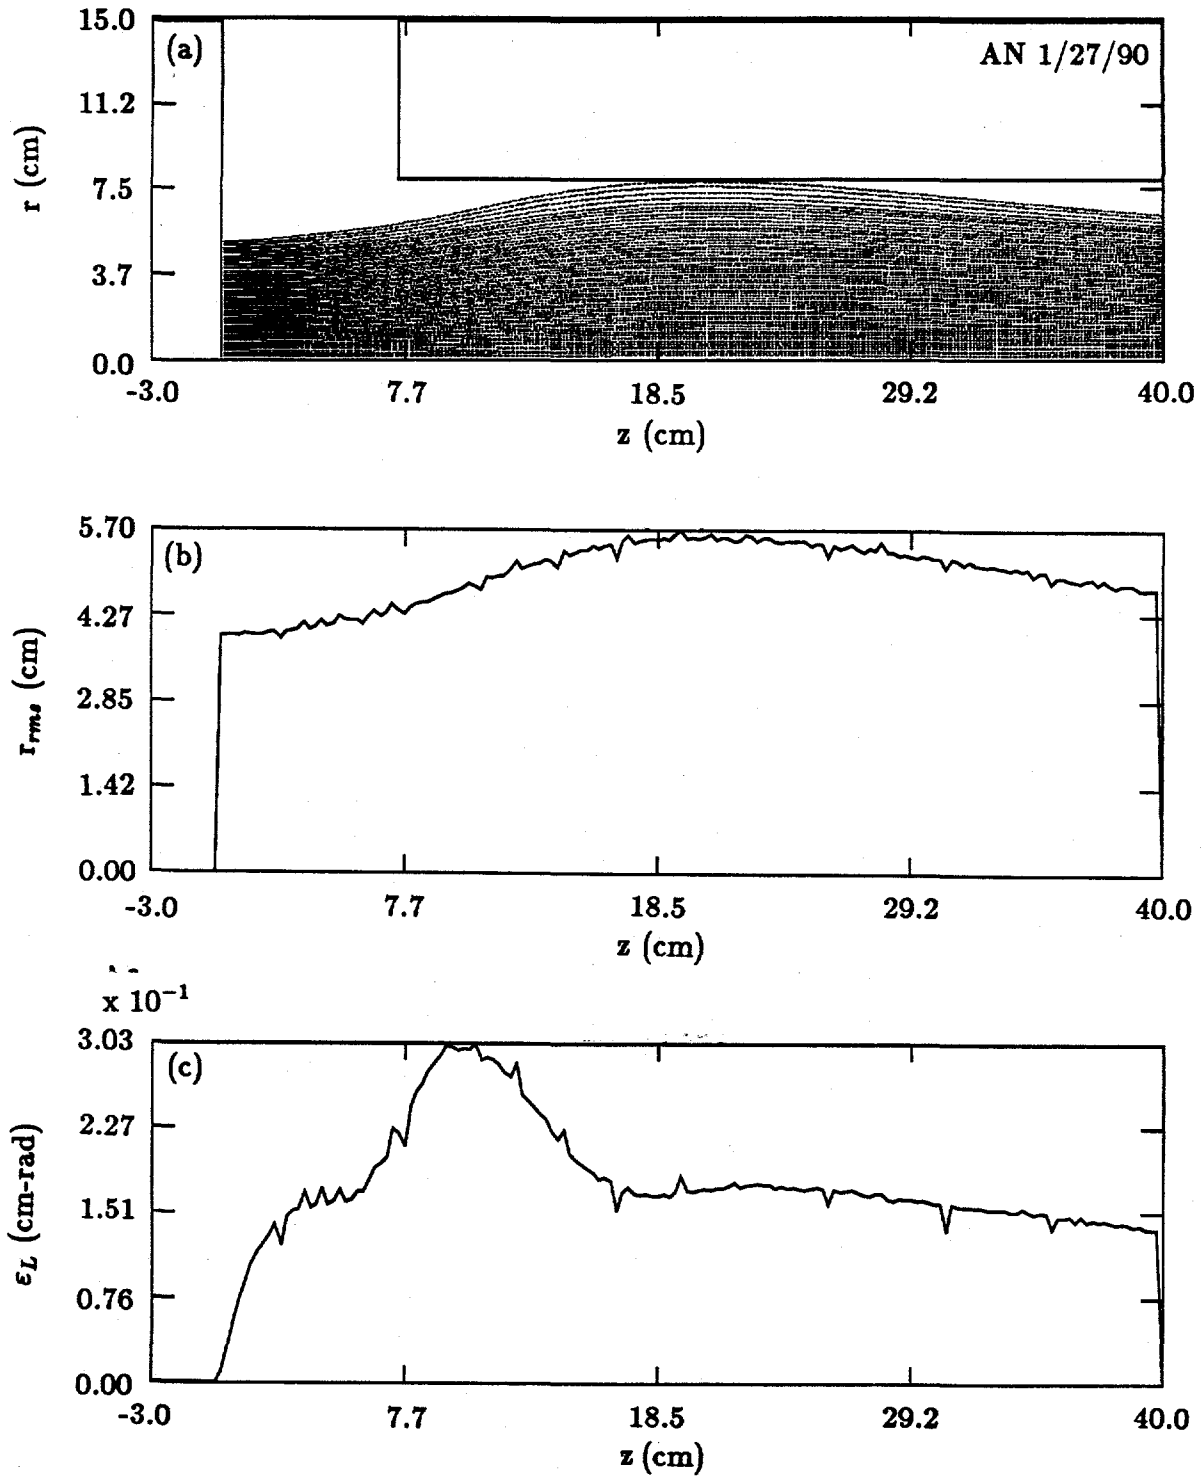 15.0
(a)
AN 1/27/90
11.2
r (cm)
7.5
3.7
0.0
-3.0 7.7 18.5 29.2 40.0
z (cm)
5.70
(b)
4.27
r_rms (cm)
2.85
1.42
0.00
-3.0 7.7 18.5 29.2 40.0
z (cm)
x 10⁻¹
3.03
(c)
2.27
ε_L (cm-rad)
1.51
0.76
0.00
-3.0 7.7 18.5 29.2 40.0
z (cm)